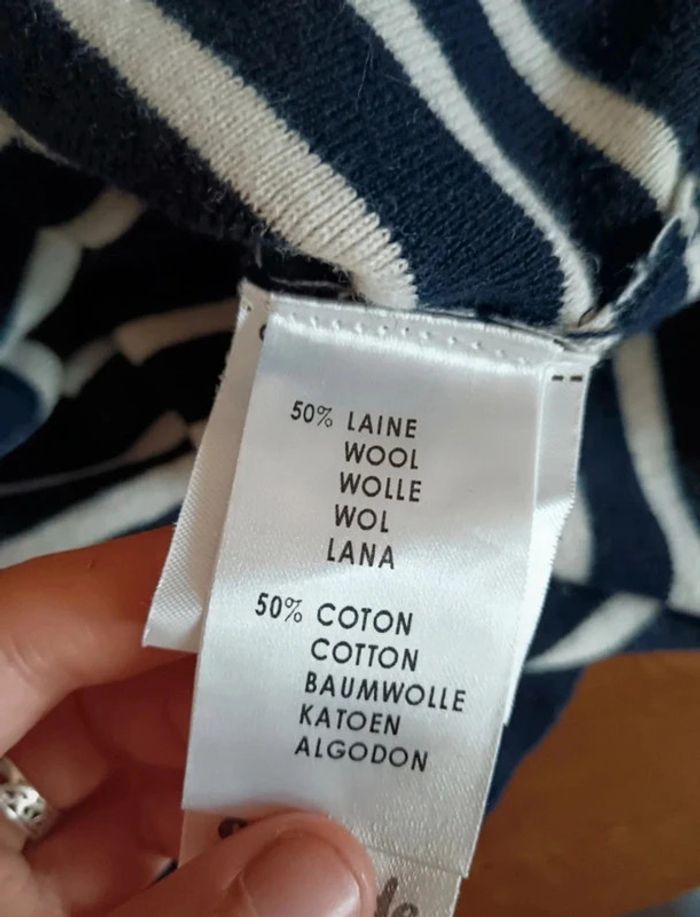 50% LAINE
WOOL
WOLLE
WOL
LANA
50% COTON
COTTON
BAUMWOLLE
KATOEN
ALGODON